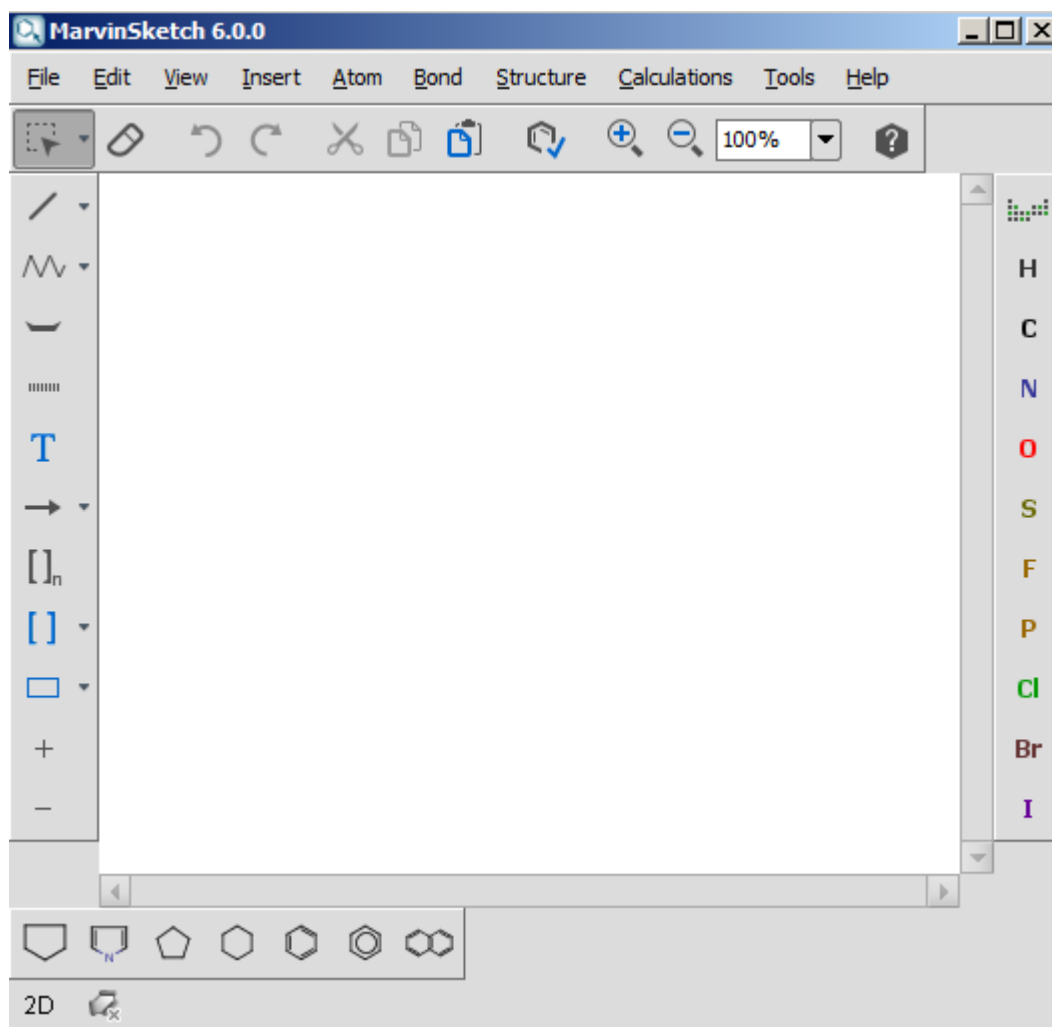 MarvinSketch 6.0.0
File Edit View Insert Atom Bond Structure Calculations Tools Help
100% ?
H
C
N
T
O
S
[ ]n
F
[ ]
P
Cl
+
Br
−
I
N
2D